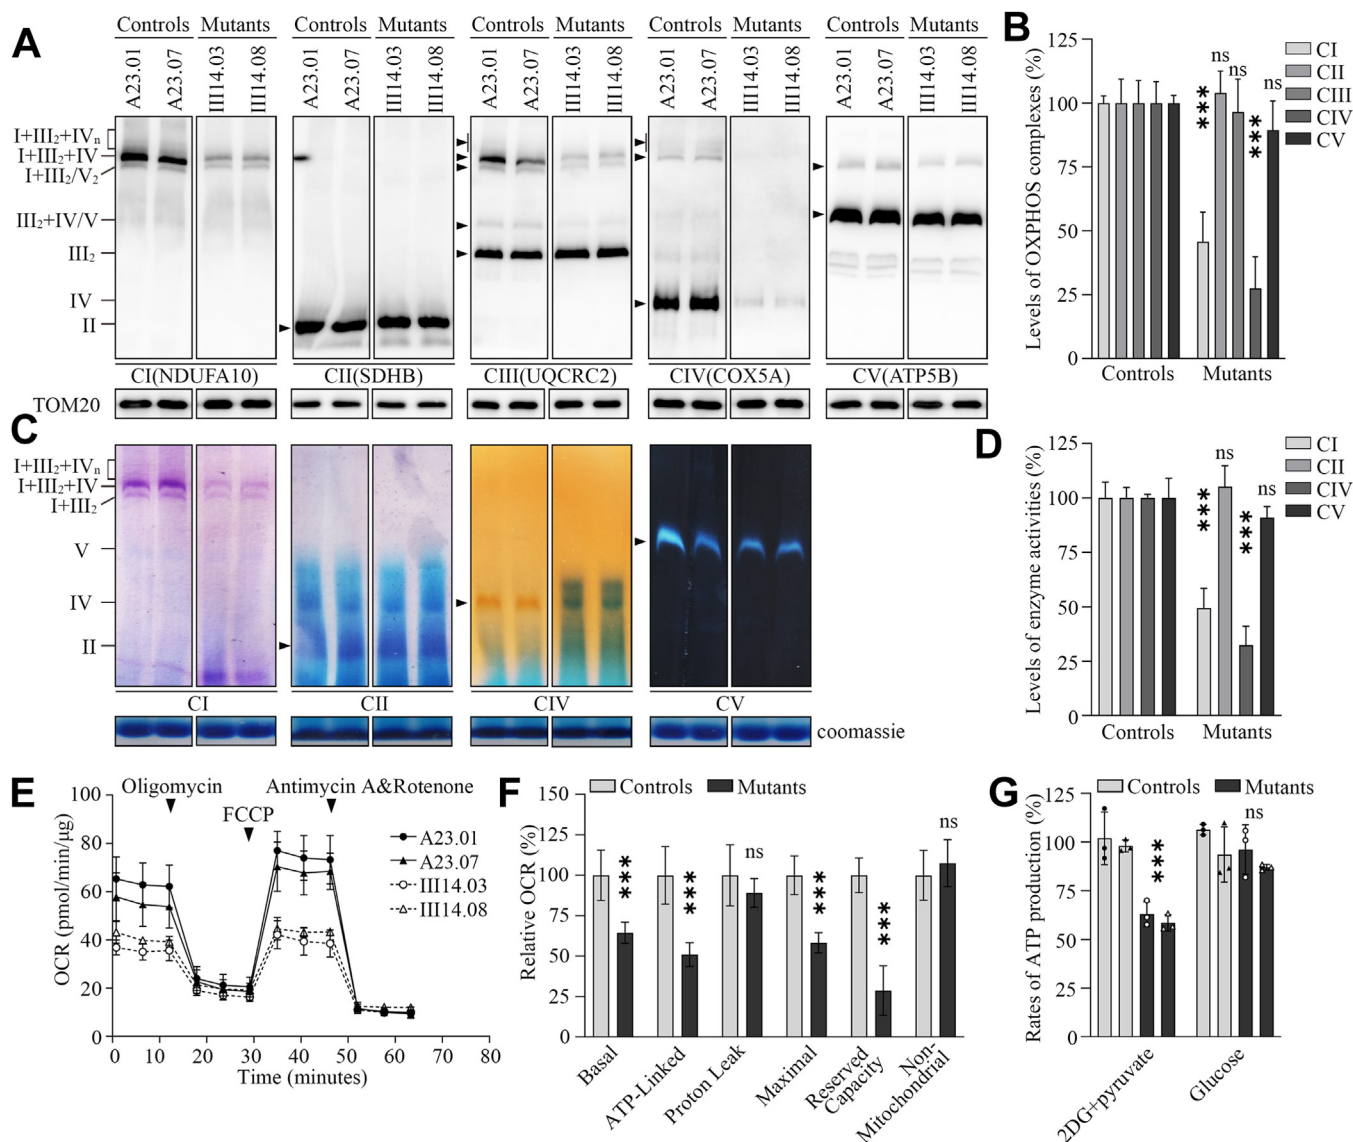 A
Controls
Mutants
Controls
Mutants
Controls
Mutants
Controls
Mutants
Controls
Mutants
A23.01
A23.07
III14.03
III14.08
A23.01
A23.07
III14.03
III14.08
A23.01
A23.07
III14.03
III14.08
A23.01
A23.07
III14.03
III14.08
A23.01
A23.07
III14.03
III14.08
I+III₂+IVₙ
I+III₂+IV
I+III₂/V₂
III₂+IV/V
III₂
IV
II
CI(NDUFA10)
CII(SDHB)
CIII(UQCRC2)
CIV(COX5A)
CV(ATP5B)
TOM20
B
Levels of OXPHOS complexes (%)
125
100
75
50
25
0
***
ns
ns
***
ns
Controls
Mutants
CI
CII
CIII
CIV
CV
C
I+III₂+IVₙ
I+III₂+IV
I+III₂
V
IV
II
CI
CII
CIV
CV
coomassie
D
Levels of enzyme activities (%)
125
100
75
50
25
0
***
ns
***
ns
Controls
Mutants
CI
CII
CIV
CV
E
Oligomycin
FCCP
Antimycin A&Rotenone
OCR (pmol/min/μg)
100
80
60
40
20
0
A23.01
A23.07
III14.03
III14.08
0
10
20
30
40
50
60
70
80
Time (minutes)
F
Controls
Mutants
Relative OCR (%)
150
125
100
75
50
25
0
***
***
ns
***
***
ns
Basal
ATP-Linked
Proton Leak
Maximal
Reserved
Capacity
Non-
Mitochondrial
G
Controls
Mutants
Rates of ATP production (%)
125
100
75
50
25
0
***
ns
2DG+pyruvate
Glucose